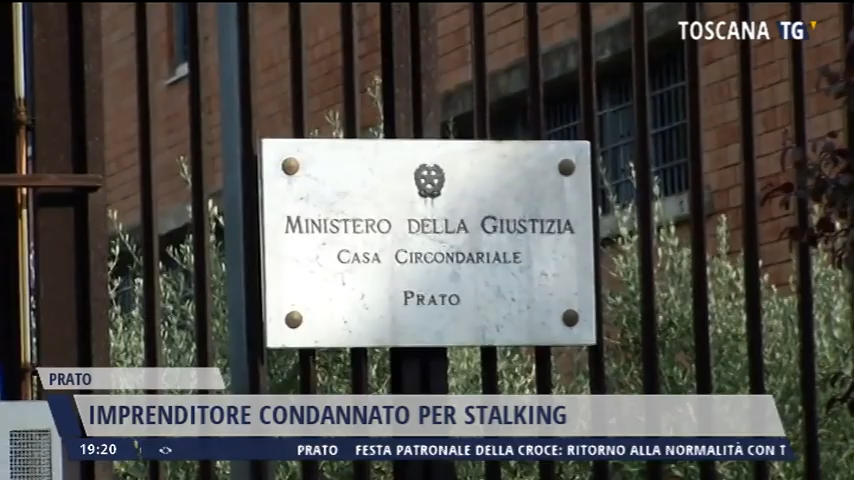 TOSCANA TG
MINISTERO DELLA GIUSTIZIA
CASA CIRCONDARIALE
PRATO
PRATO
IMPRENDITORE CONDANNATO PER STALKING
19:20 PRATO FESTA PATRONALE DELLA CROCE: RITORNO ALLA NORMALITÀ CON T